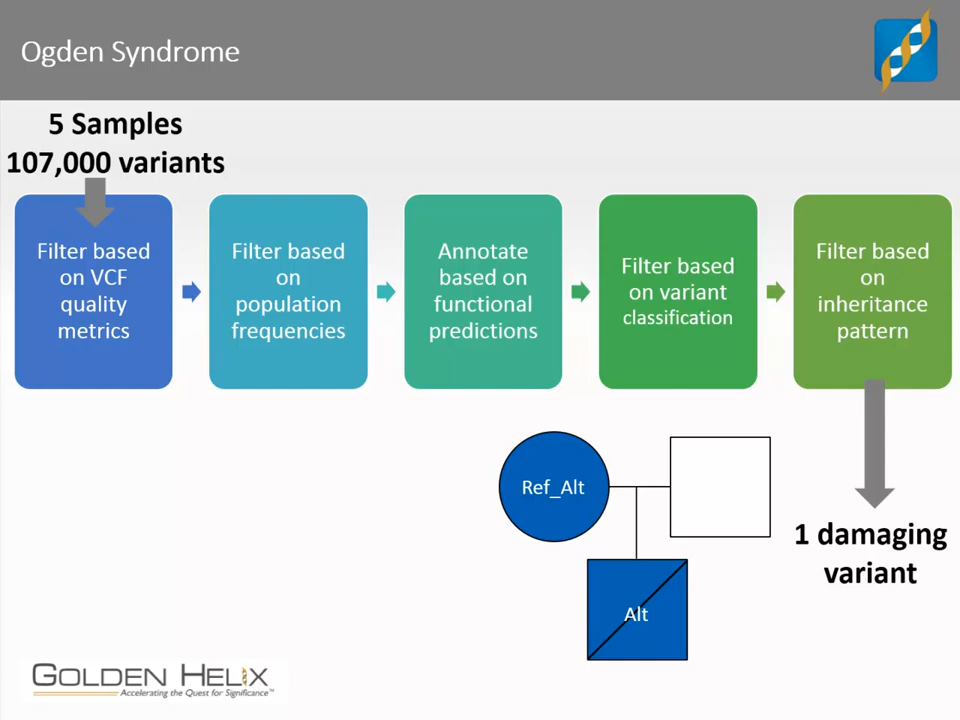 Ogden Syndrome
5 Samples
107,000 variants
Filter based
on VCF
quality
metrics
Filter based
on
population
frequencies
Annotate
based on
functional
predictions
Filter based
on variant
classification
Filter based
on
inheritance
pattern
Ref_Alt
Alt
1 damaging
variant
GOLDEN HELIX
Accelerating the Quest for Significance™